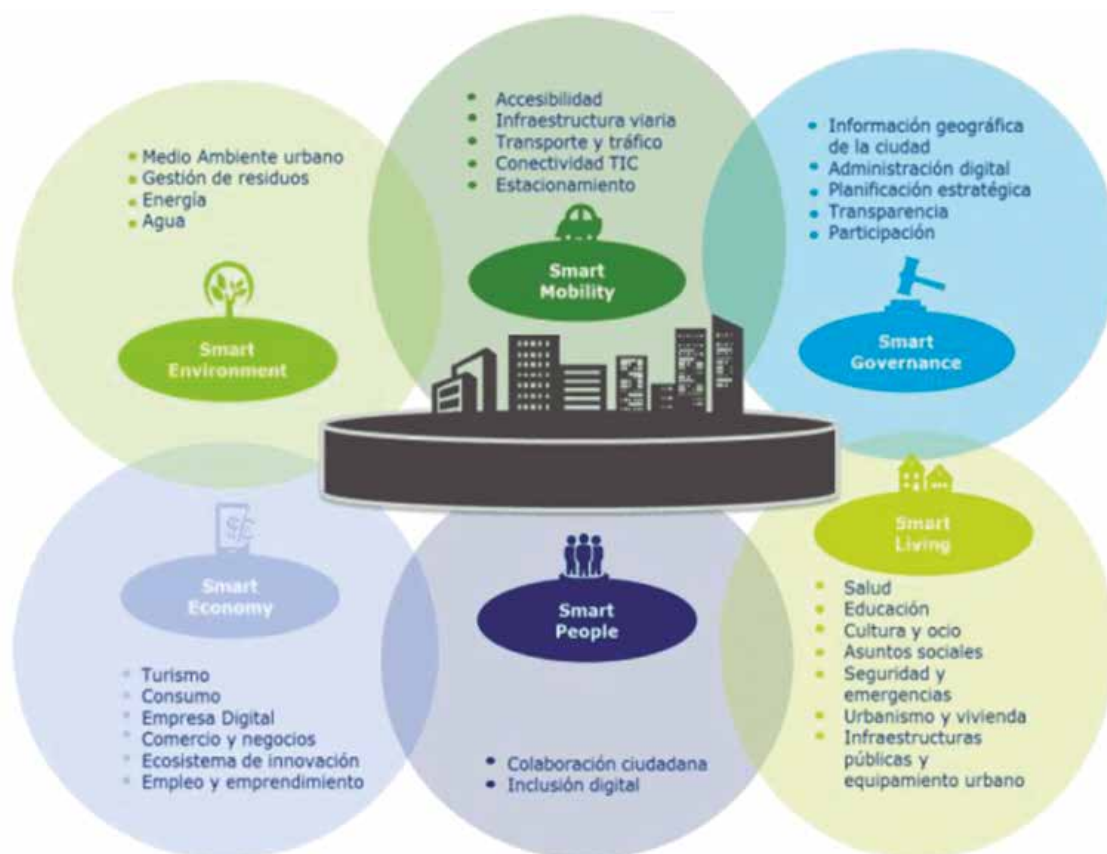 Medio Ambiente urbano
Gestión de residuos
Energía
Agua
Smart
Environment
Accesibilidad
Infraestructura viaria
Transporte y tráfico
Conectividad TIC
Estacionamiento
Smart
Mobility
Información geográfica
de la ciudad
Administración digital
Planificación estratégica
Transparencia
Participación
Smart
Governance
Smart
Economy
Turismo
Consumo
Empresa Digital
Comercio y negocios
Ecosistema de innovación
Empleo y emprendimiento
Smart
People
Colaboración ciudadana
Inclusión digital
Smart
Living
Salud
Educación
Cultura y ocio
Asuntos sociales
Seguridad y
emergencias
Urbanismo y vivienda
Infraestructuras
públicas y
equipamiento urbano